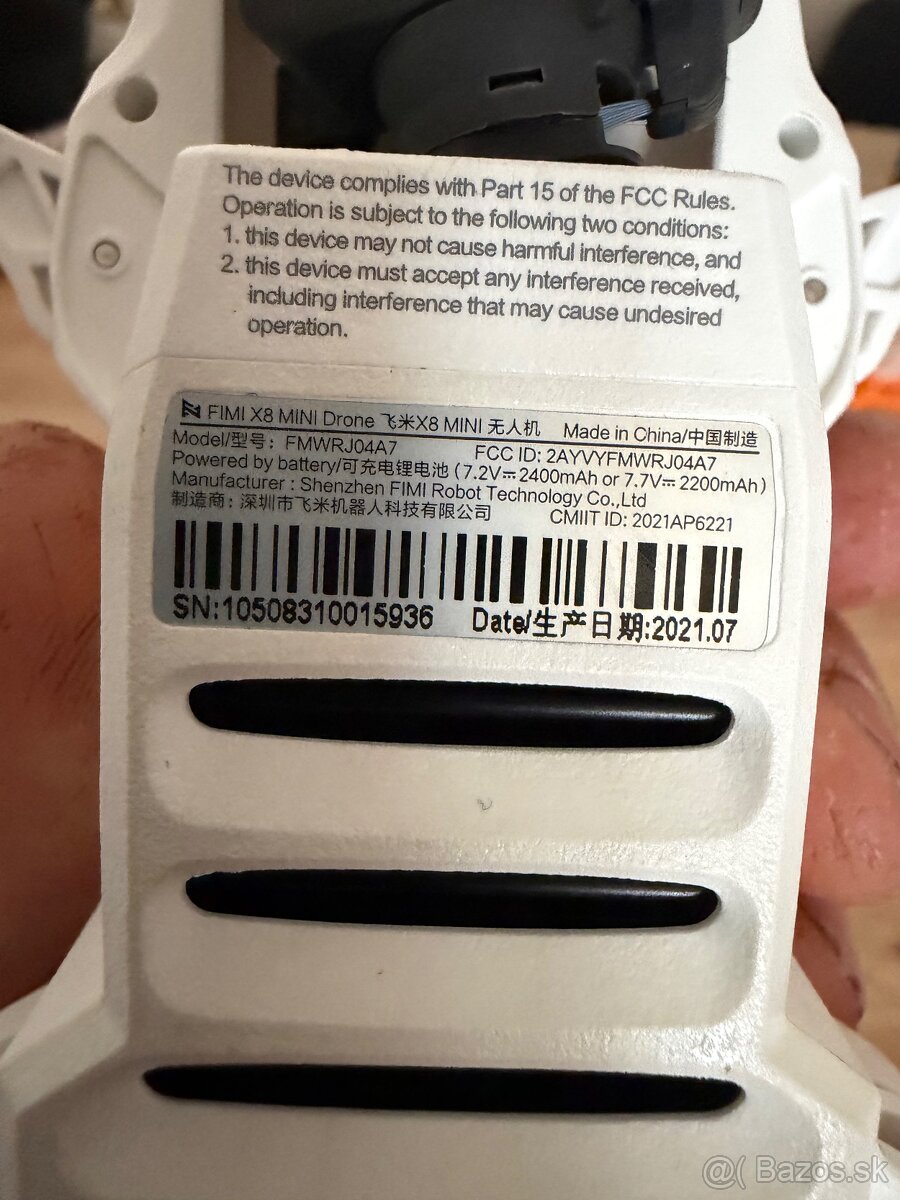 The device complies with Part 15 of the FCC Rules.
Operation is subject to the following two conditions:
1. this device may not cause harmful interference, and
2. this device must accept any interference received,
including interference that may cause undesired
operation.
FIMI X8 MINI Drone 飞米X8 MINI 无人机 Made in China/中国制造
Model/型号: FMWRJ04A7 FCC ID: 2AYVYFMWRJ04A7
Powered by battery/可充电锂电池 (7.2V⎓2400mAh or 7.7V⎓2200mAh)
Manufacturer : Shenzhen FIMI Robot Technology Co.,Ltd
制造商: 深圳市飞米机器人科技有限公司 CMIIT ID: 2021AP6221
SN:10508310015936 Date/生产日期:2021.07
@( Bazos.sk